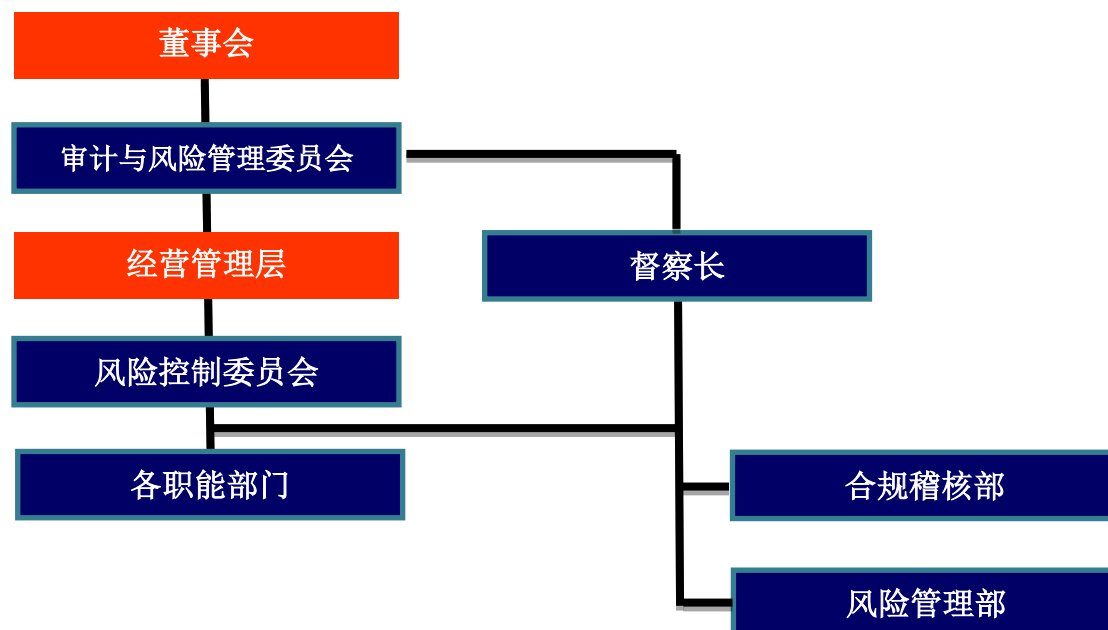 董事会
审计与风险管理委员会
经营管理层
督察长
风险控制委员会
各职能部门
合规稽核部
风险管理部